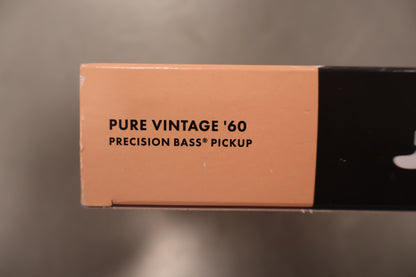 PURE VINTAGE '60
PRECISION BASS® PICKUP